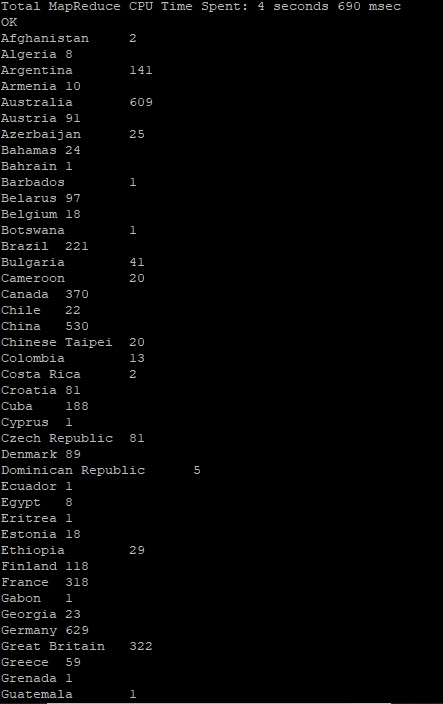 Total MapReduce CPU Time Spent: 4 seconds 690 msec
OK
Afghanistan 2
Algeria 8
Argentina 141
Armenia 10
Australia 609
Austria 91
Azerbaijan 25
Bahamas 24
Bahrain 1
Barbados 1
Belarus 97
Belgium 18
Botswana 1
Brazil 221
Bulgaria 41
Cameroon 20
Canada 370
Chile 22
China 530
Chinese Taipei 20
Colombia 13
Costa Rica 2
Croatia 81
Cuba 188
Cyprus 1
Czech Republic 81
Denmark 89
Dominican Republic 5
Ecuador 1
Egypt 8
Eritrea 1
Estonia 18
Ethiopia 29
Finland 118
France 318
Gabon 1
Georgia 23
Germany 629
Great Britain 322
Greece 59
Grenada 1
Guatemala 1